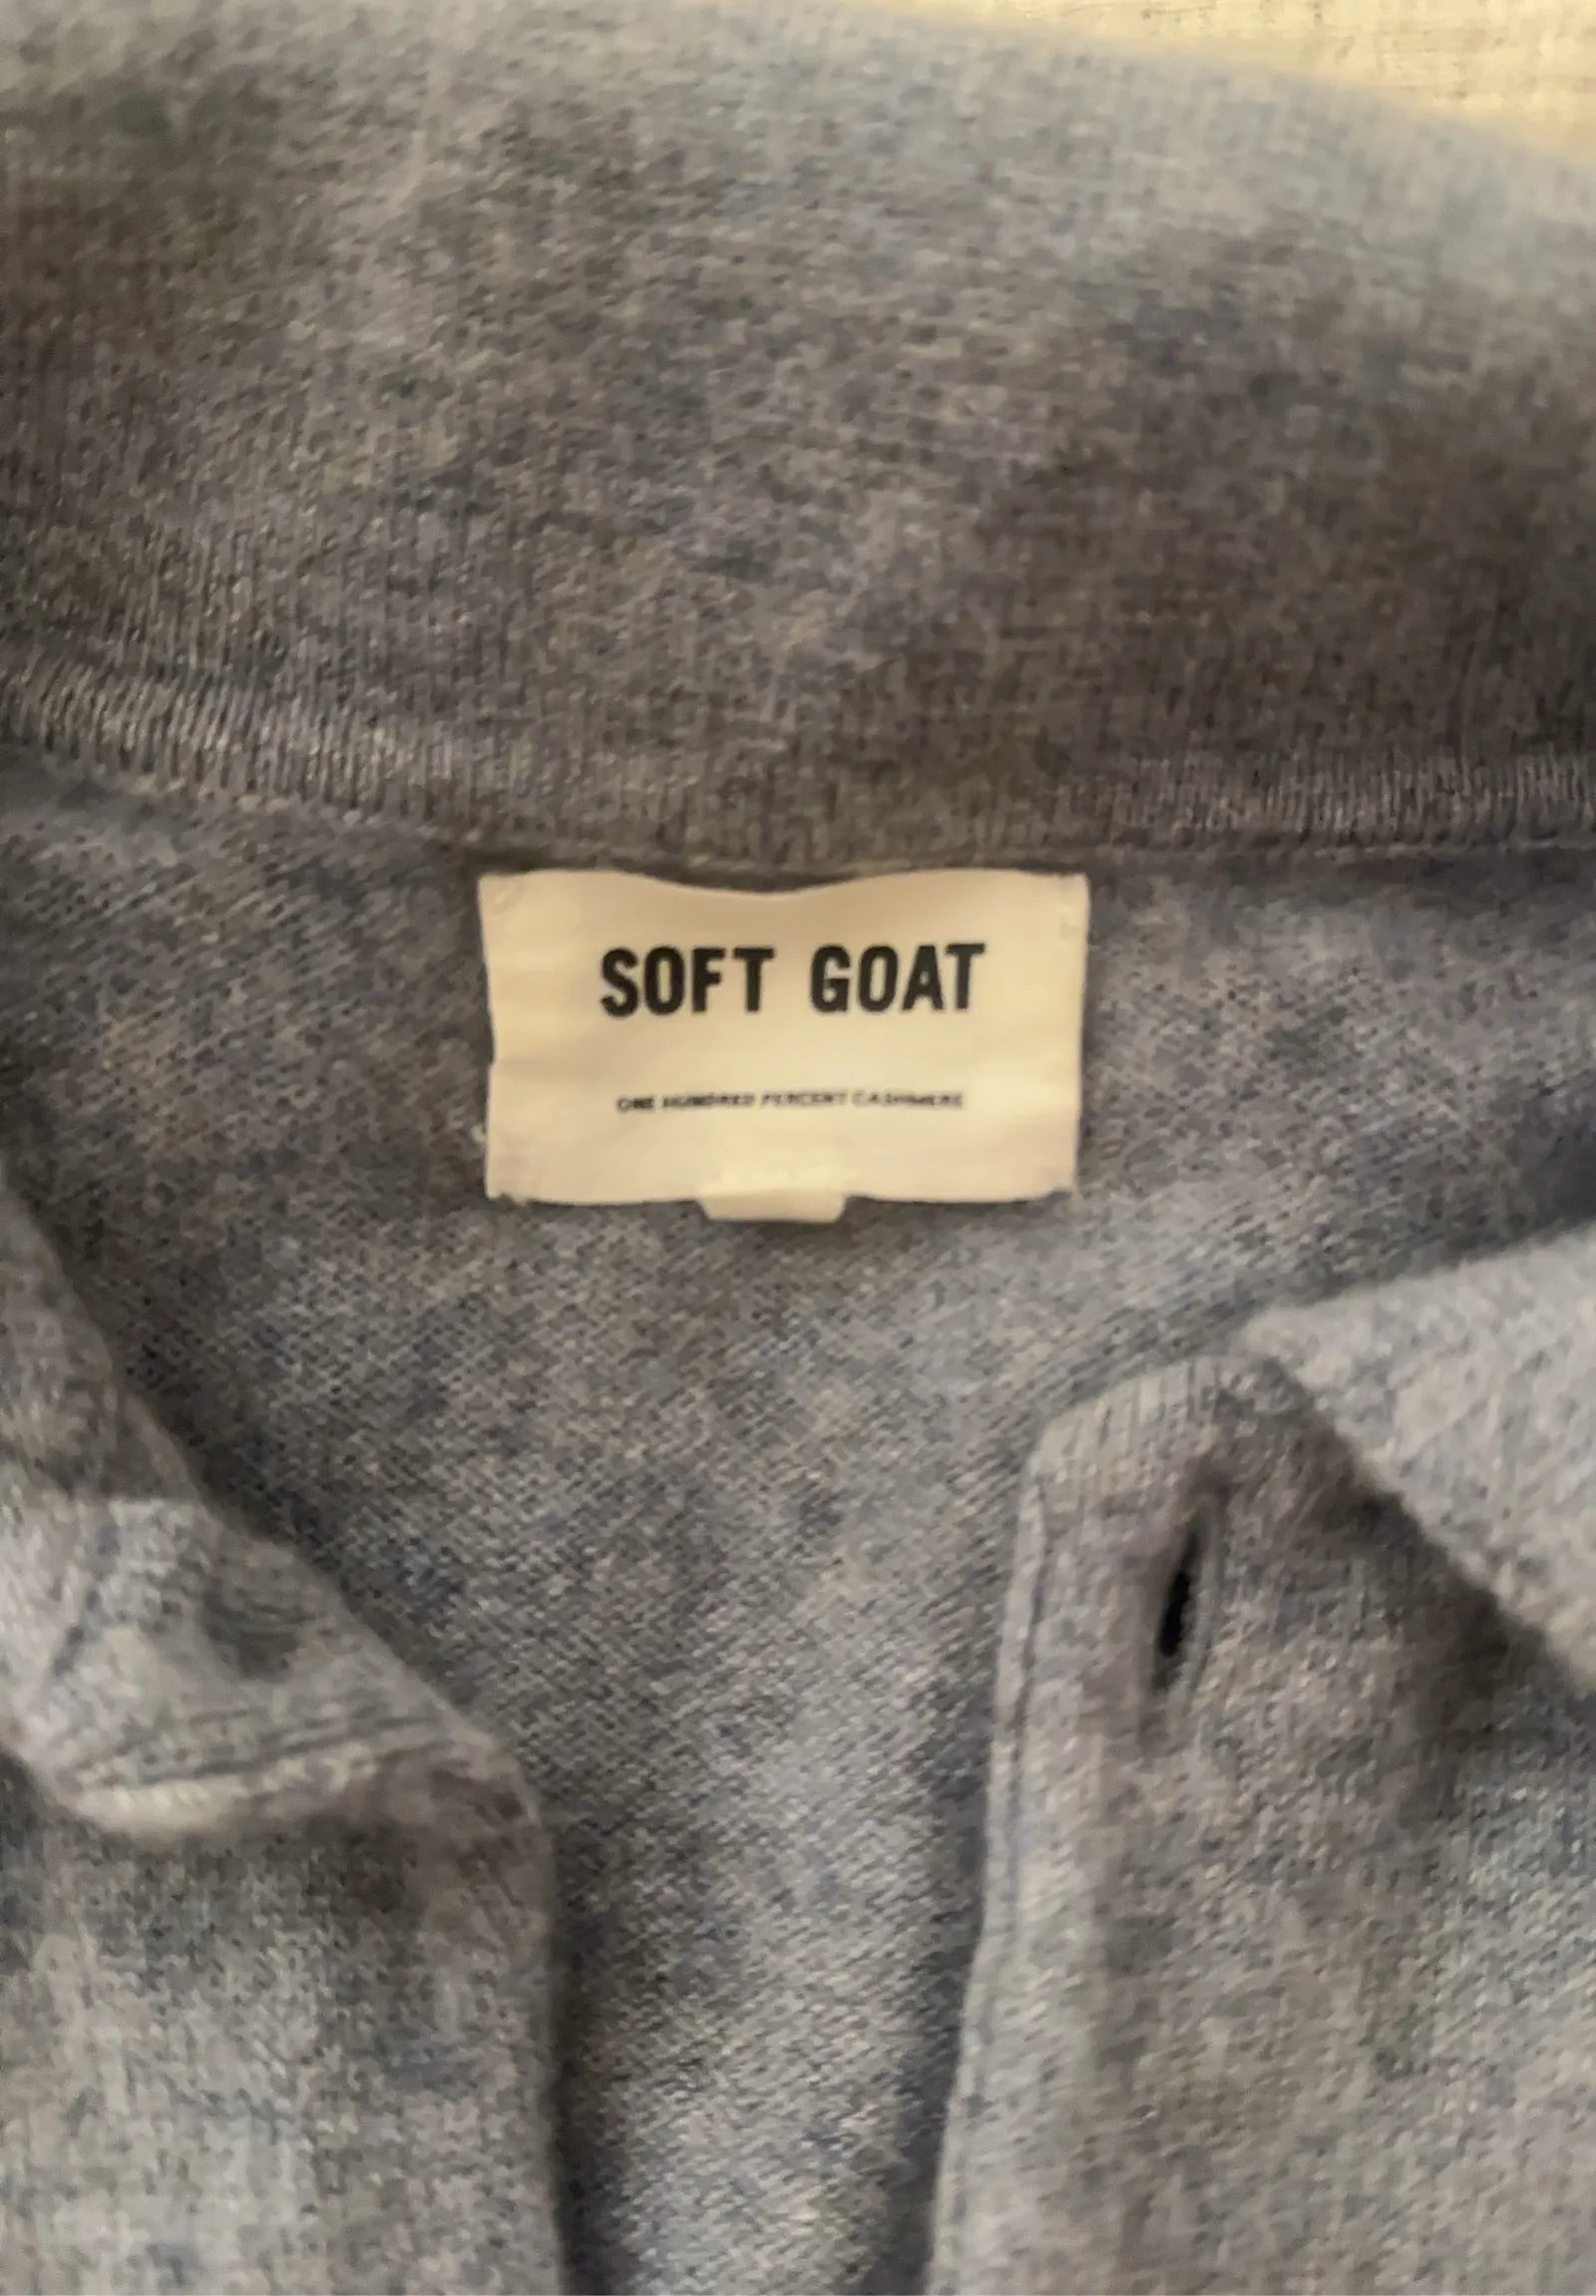 SOFT GOAT
ONE HUNDRED PERCENT CASHMERE